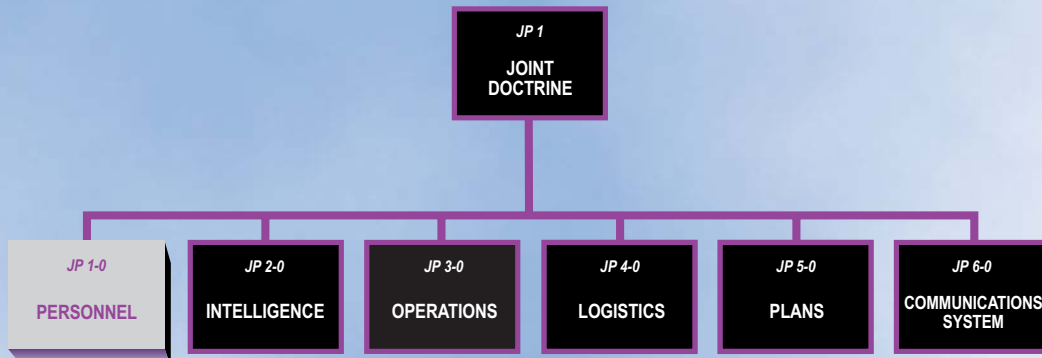 JP 1
JOINT
DOCTRINE
JP 1-0
PERSONNEL
JP 2-0
INTELLIGENCE
JP 3-0
OPERATIONS
JP 4-0
LOGISTICS
JP 5-0
PLANS
JP 6-0
COMMUNICATIONS
SYSTEM